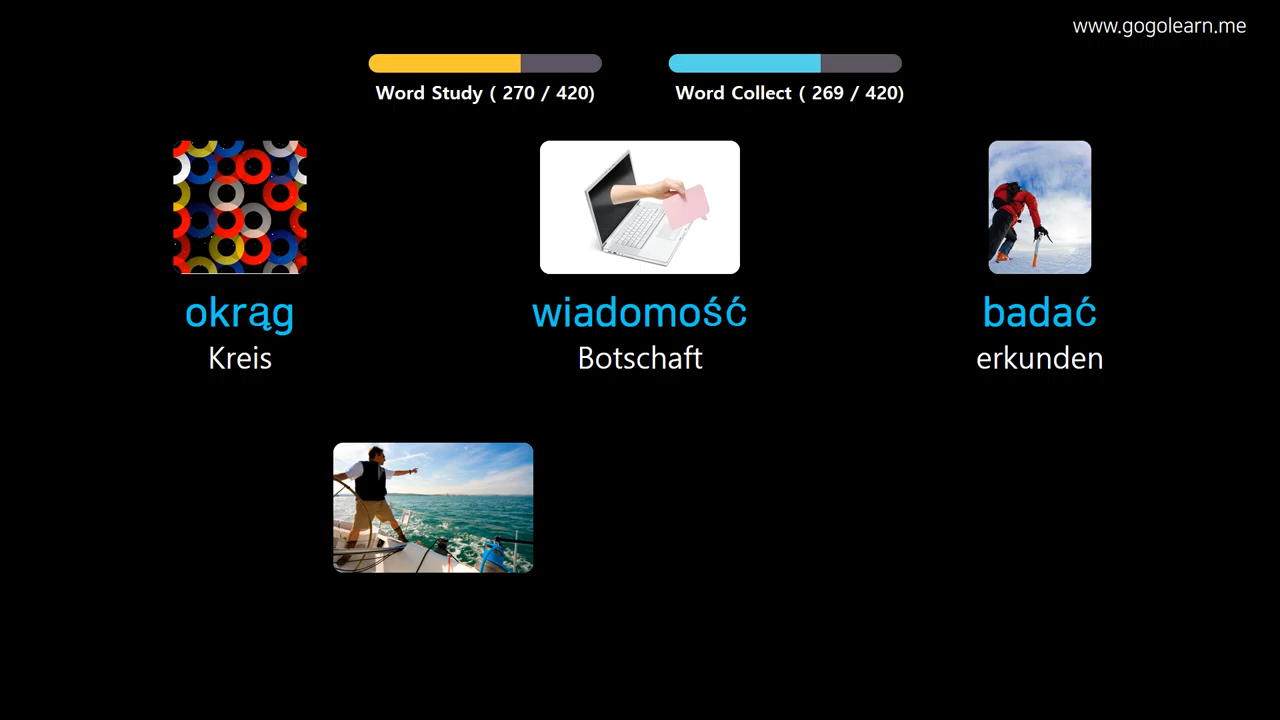 www.gogolearn.me
Word Study ( 270 / 420)
Word Collect ( 269 / 420)
okrąg
wiadomość
badać
Kreis
Botschaft
erkunden